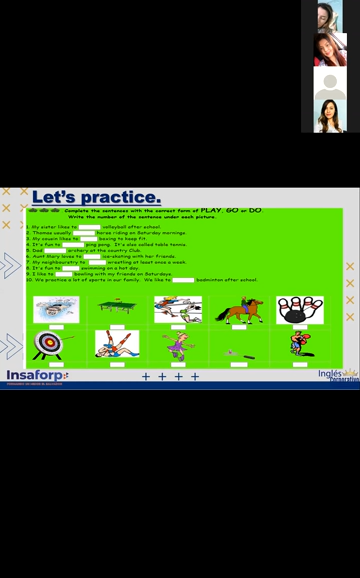 Let's practice.
Complete the sentences with the correct form of PLAY, GO or DO
Write the number of the sentence under each picture.
1. My sister likes to volleyball after school.
2. Thomas usually horse riding on Saturday mornings.
3. My cousin likes to boxing to keep fit.
4. It's fun to ping pong. It's also called table tennis.
5. Dad archery at the country Club.
6. Aunt Mary loves to ice-skating with her friends.
7. My neighbours try to wrestling at least once a week.
8. It's fun to swimming on a hot day.
9. I like to bowling with my friends on Saturdays.
10. We practice a lot of sports in our family. We like to badminton after school.
Insaforp
Inglés